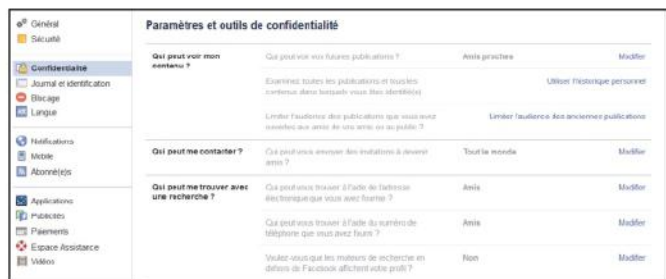 Général
Sécurité
Confidentialité
Journal et identification
Blocage
Langue
Notifications
Mobile
Abonné(e)s
Applications
Publicités
Paiements
Espace Assistance
Vidéos
Paramètres et outils de confidentialité
Qui peut voir mon
contenu ?
Qui peut voir vos futures publications ?
Amis proches
Modifier
Examinez toutes les publications et tous les
contenus dans lesquels vous êtes identifié(e)
Utiliser l'historique personnel
Limiter l'audience des publications que vous avez
ouvertes aux amis de vos amis ou au public ?
Limiter l'audience des anciennes publications
Qui peut me contacter ?
Qui peut vous envoyer des invitations à devenir
amis ?
Tout le monde
Modifier
Qui peut me trouver avec
une recherche ?
Qui peut vous trouver à l'aide de l'adresse
électronique que vous avez fournie ?
Amis
Modifier
Qui peut vous trouver à l'aide du numéro de
téléphone que vous avez fourni ?
Amis
Modifier
Voulez-vous que les moteurs de recherche en
dehors de Facebook affichent votre profil ?
Non
Modifier